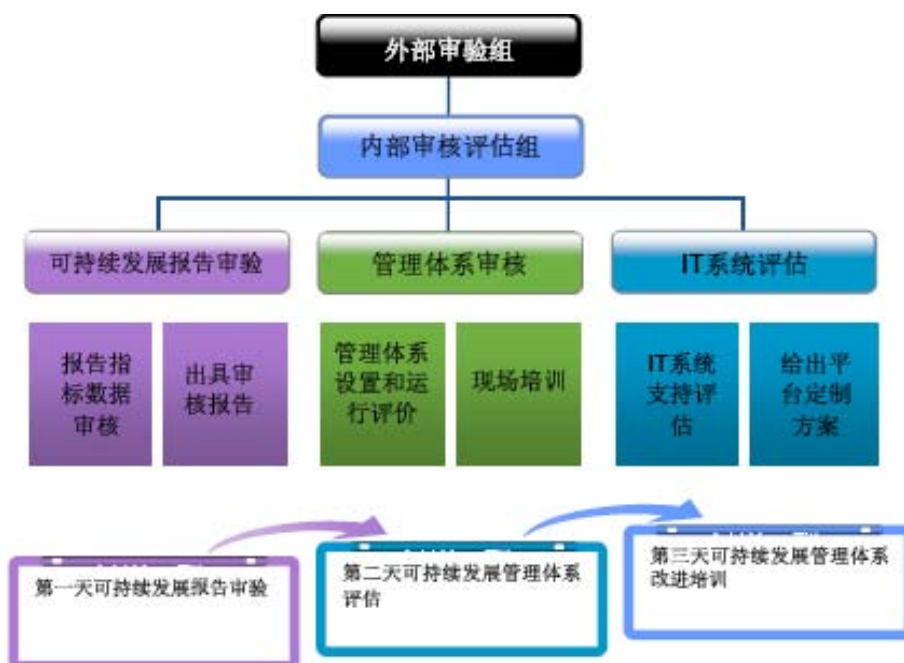 外部审验组
内部审核评估组
可持续发展报告审验
管理体系审核
IT系统评估
报告指
标数据
审核
出具审
核报告
管理体系
设置和运
行评价
现场培训
IT系统
支持评
估
给出平
台定制
方案
第一天可持续发展报告审验
第二天可持续发展管理体系
评估
第三天可持续发展管理体系
改进培训